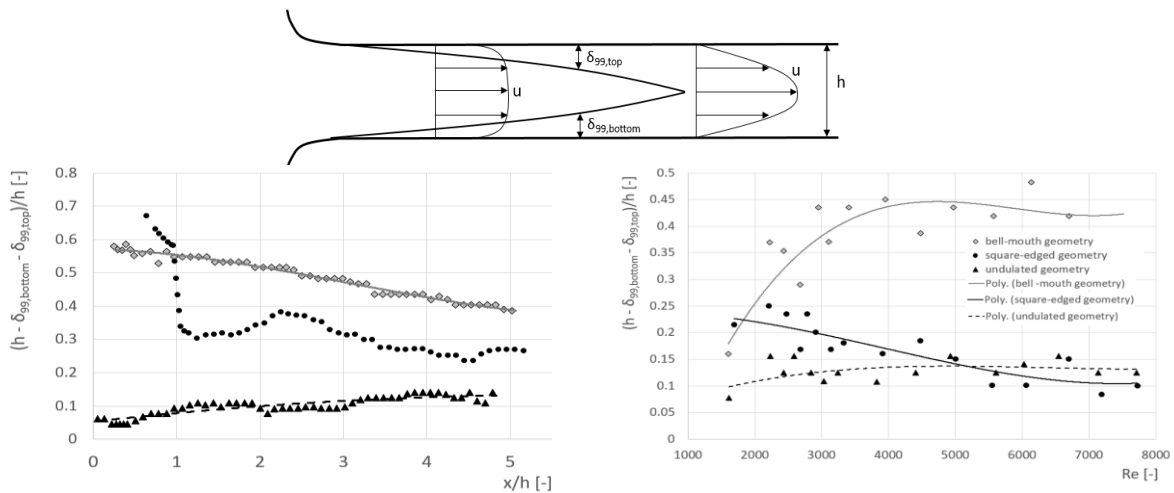 δ99,top
u
u
h
δ99,bottom
(h - δ99,bottom - δ99,top)/h [-]
0.8
0.7
0.6
0.5
0.4
0.3
0.2
0.1
0
0
1
2
3
4
5
x/h [-]
(h - δ99,bottom - δ99,top)/h [-]
0.5
0.45
0.4
0.35
0.3
0.25
0.2
0.15
0.1
0.05
0
bell-mouth geometry
square-edged geometry
undulated geometry
Poly. (bell -mouth geometry)
Poly. (square-edged geometry)
Poly. (undulated geometry)
1000
2000
3000
4000
5000
6000
7000
8000
Re [-]